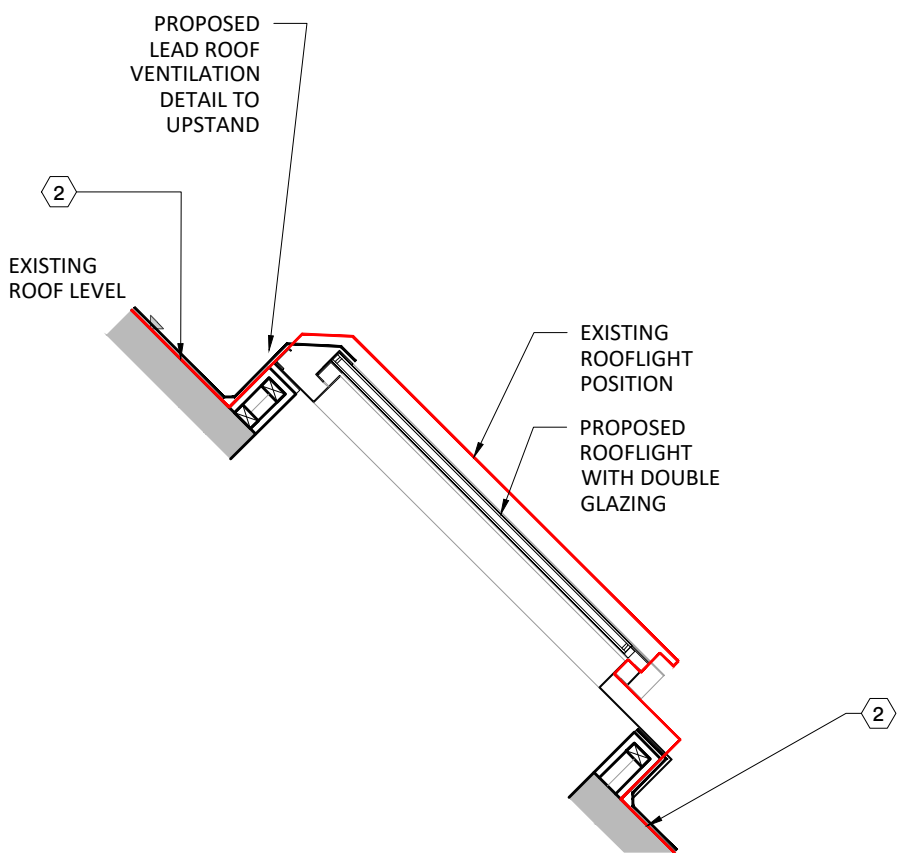 PROPOSED
LEAD ROOF
VENTILATION
DETAIL TO
UPSTAND
2
EXISTING
ROOF LEVEL
EXISTING
ROOFLIGHT
POSITION
PROPOSED
ROOFLIGHT
WITH DOUBLE
GLAZING
2